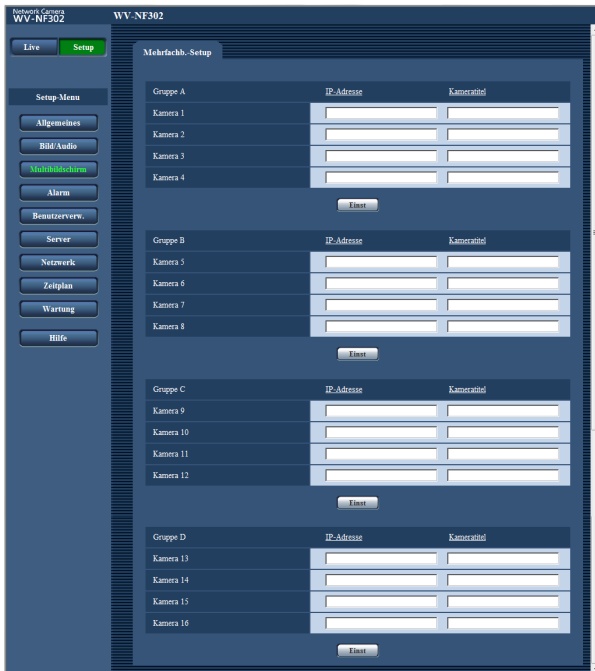 Network Camera
WV-NF302
WV-NF302
Live
Setup
Setup-Menu
Allgemeines
Bild/Audio
Multibildschirm
Alarm
Benutzerverw.
Server
Netzwerk
Zeitplan
Wartung
Hilfe
Mehrfachb.-Setup
Gruppe A IP-Adresse Kameratitel
Kamera 1
Kamera 2
Kamera 3
Kamera 4
Einst
Gruppe B IP-Adresse Kameratitel
Kamera 5
Kamera 6
Kamera 7
Kamera 8
Einst
Gruppe C IP-Adresse Kameratitel
Kamera 9
Kamera 10
Kamera 11
Kamera 12
Einst
Gruppe D IP-Adresse Kameratitel
Kamera 13
Kamera 14
Kamera 15
Kamera 16
Einst